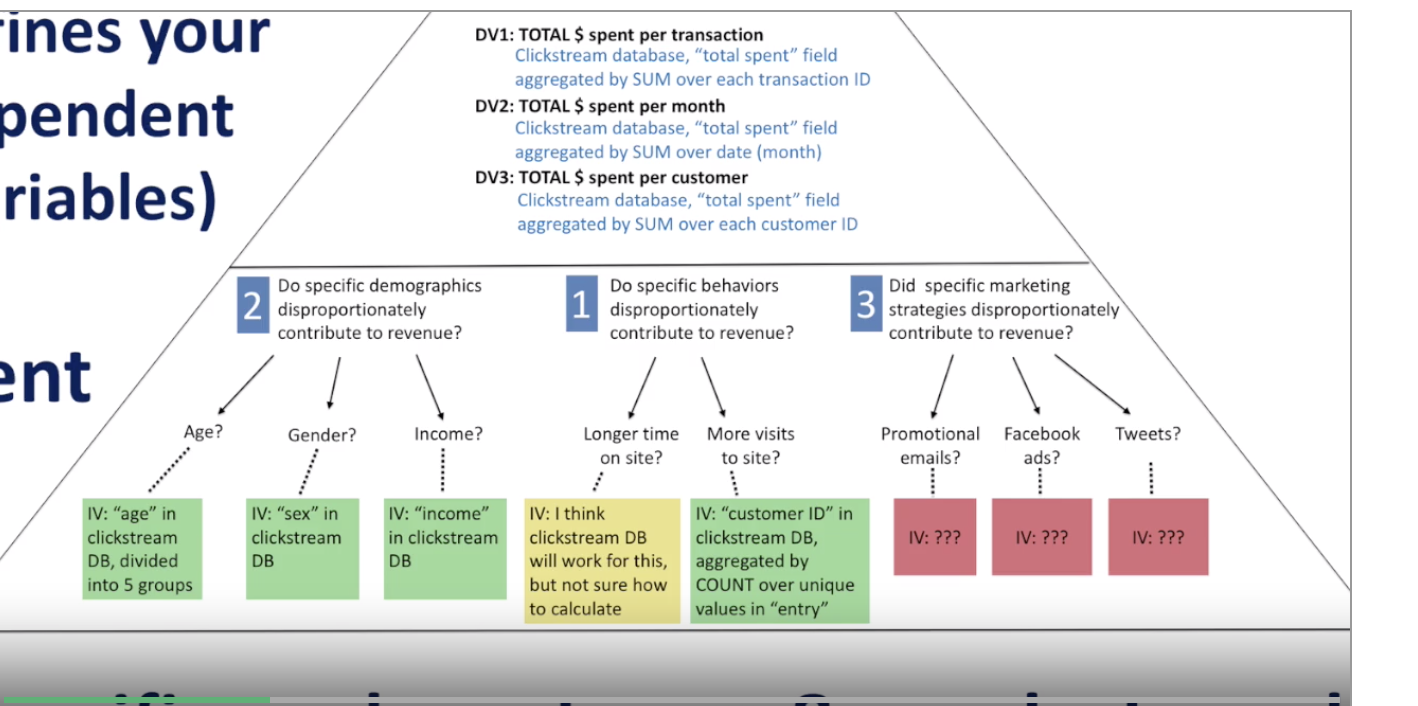 rines your
pendent
riables)
ent
DV1: TOTAL $ spent per transaction
Clickstream database, “total spent” field
aggregated by SUM over each transaction ID
DV2: TOTAL $ spent per month
Clickstream database, “total spent” field
aggregated by SUM over date (month)
DV3: TOTAL $ spent per customer
Clickstream database, “total spent” field
aggregated by SUM over each customer ID
2
Do specific demographics
disproportionately
contribute to revenue?
1
Do specific behaviors
disproportionately
contribute to revenue?
3
Did specific marketing
strategies disproportionately
contribute to revenue?
Age?
Gender?
Income?
Longer time
on site?
More visits
to site?
Promotional
emails?
Facebook
ads?
Tweets?
IV: “age” in
clickstream
DB, divided
into 5 groups
IV: “sex” in
clickstream
DB
IV: “income”
in clickstream
DB
IV: I think
clickstream DB
will work for this,
but not sure how
to calculate
IV: “customer ID” in
clickstream DB,
aggregated by
COUNT over unique
values in “entry”
IV: ???
IV: ???
IV: ???